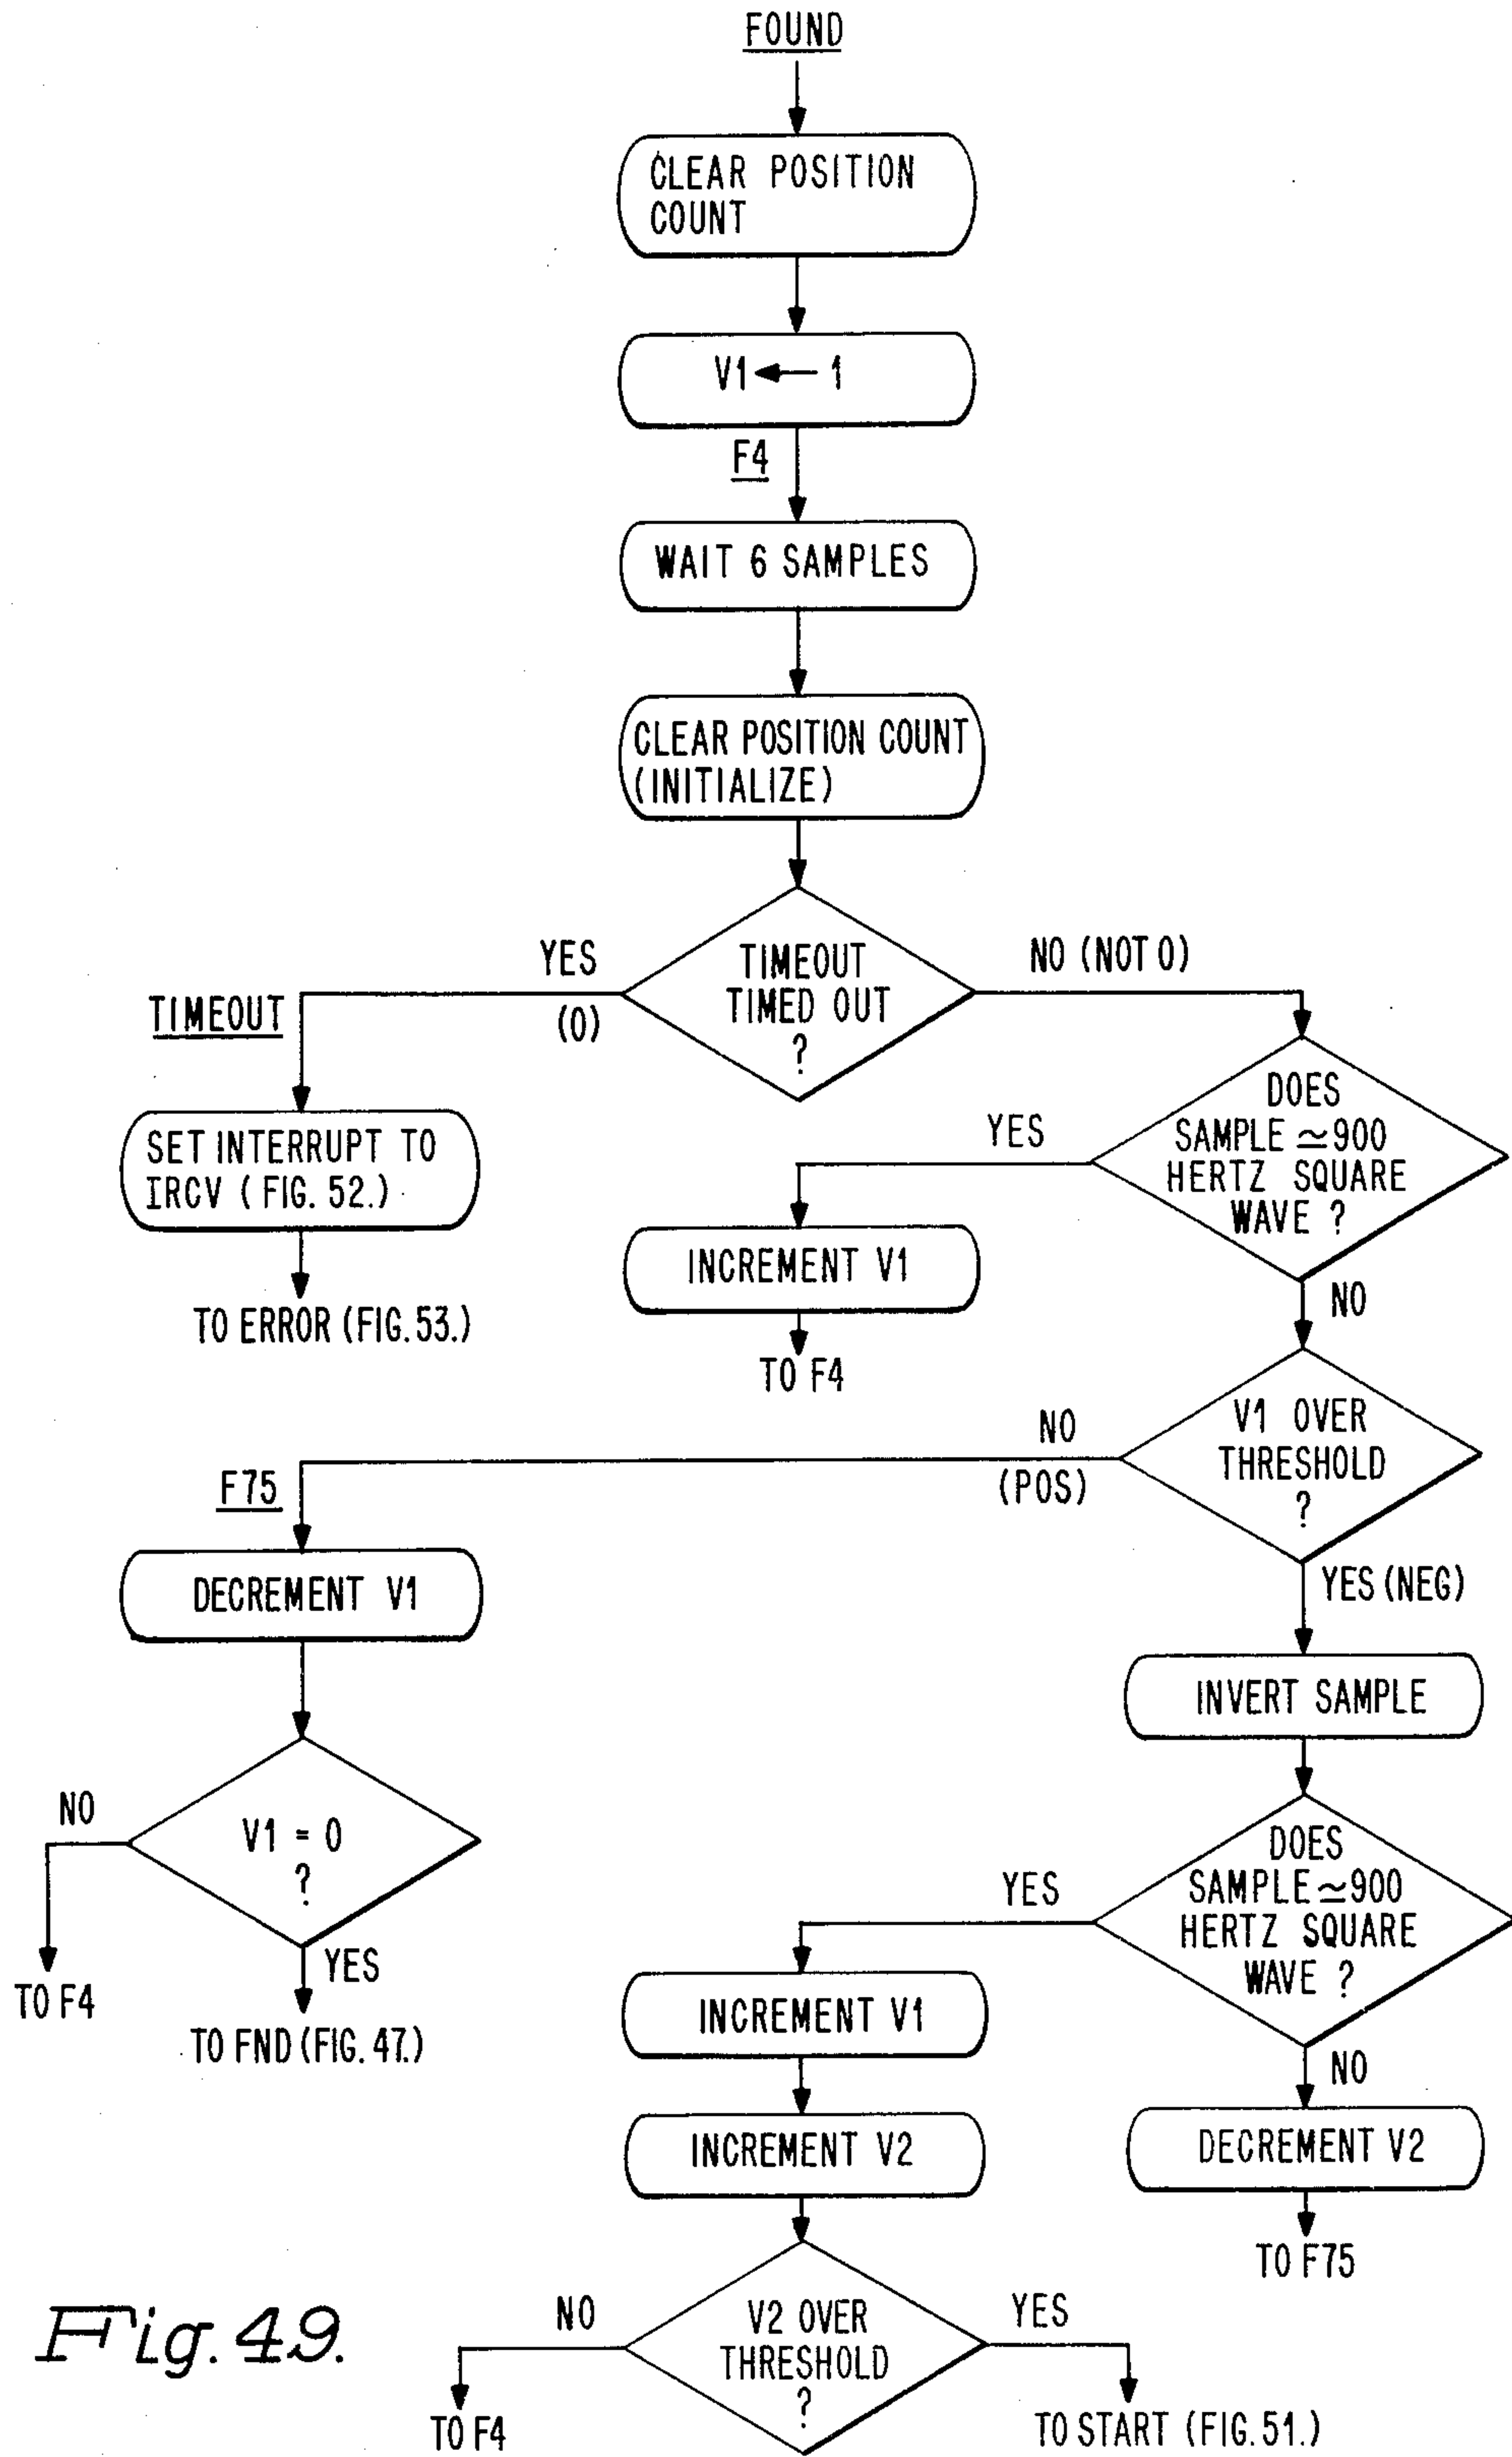 FOUND
CLEAR POSITION
COUNT
V1 ← 1
F4
WAIT 6 SAMPLES
CLEAR POSITION COUNT
(INITIALIZE)
TIMEOUT
TIMED OUT
?
YES
(0)
NO (NOT 0)
TIMEOUT
SET INTERRUPT TO
IRCV (FIG. 52.)
TO ERROR (FIG. 53.)
DOES
SAMPLE ≃ 900
HERTZ SQUARE
WAVE ?
YES
INCREMENT V1
TO F4
NO
V1 OVER
THRESHOLD
?
NO
(POS)
F75
DECREMENT V1
V1 = 0
?
NO
TO F4
YES
TO FND (FIG. 47.)
YES (NEG)
INVERT SAMPLE
DOES
SAMPLE ≃ 900
HERTZ SQUARE
WAVE ?
YES
INCREMENT V1
INCREMENT V2
NO
DECREMENT V2
TO F75
V2 OVER
THRESHOLD
?
NO
TO F4
YES
TO START (FIG. 51.)
Fig. 49.